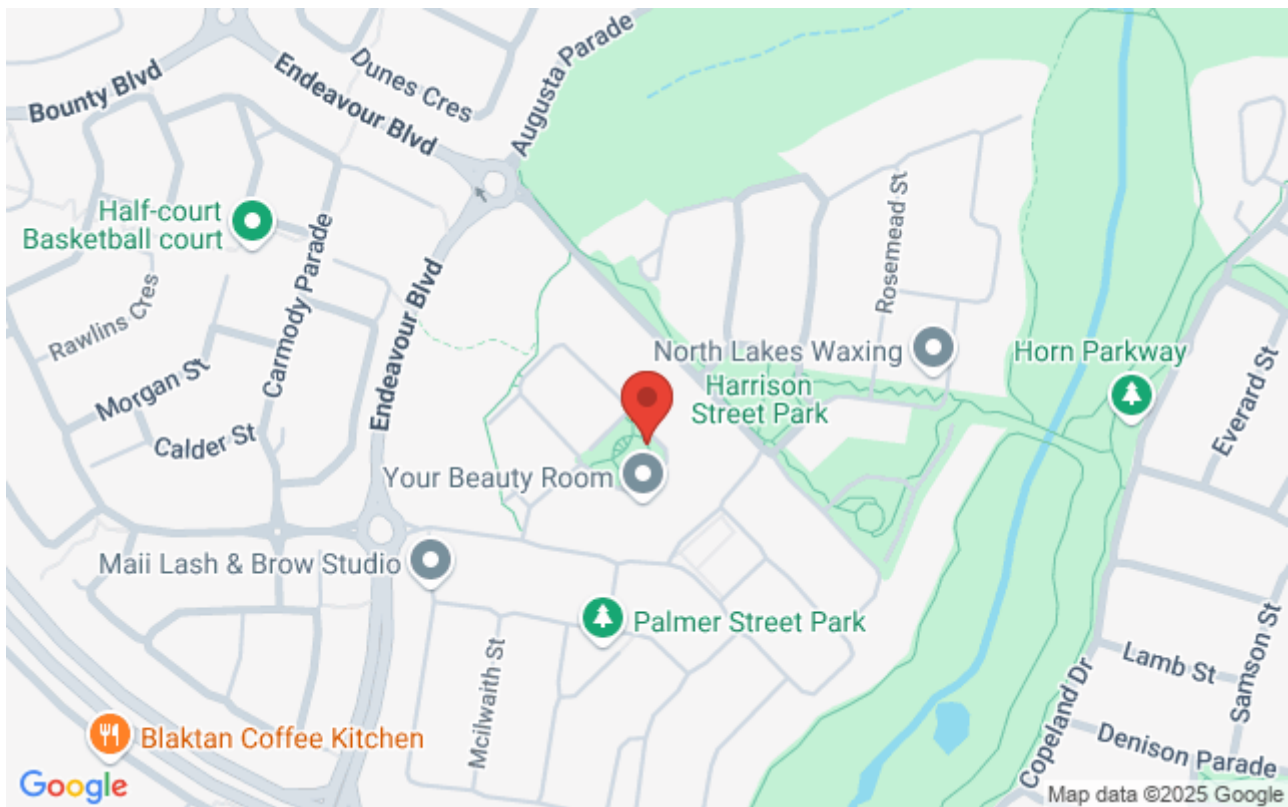 Bounty Blvd
Endeavour Blvd
Dunes Cres
Augusta Parade
Half-court
Basketball court
Rawlins Cres
Carmody Parade
Morgan St
Calder St
Endeavour Blvd
Rosemead St
North Lakes Waxing
Harrison
Street Park
Horn Parkway
Everard St
Your Beauty Room
Maii Lash & Brow Studio
Palmer Street Park
Mcilwaith St
Blaktan Coffee Kitchen
Lamb St
Samson St
Copeland Dr
Denison Parade
Google
Map data ©2025 Google